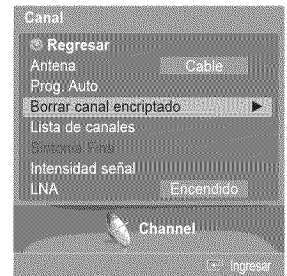 Canal
Regresar
Antena Cable
Prog. Auto
Borrar canal encriptado
Lista de canales
Sintonía Fina
Intensidad señal
LNA Encendido
Channel
Ingresar